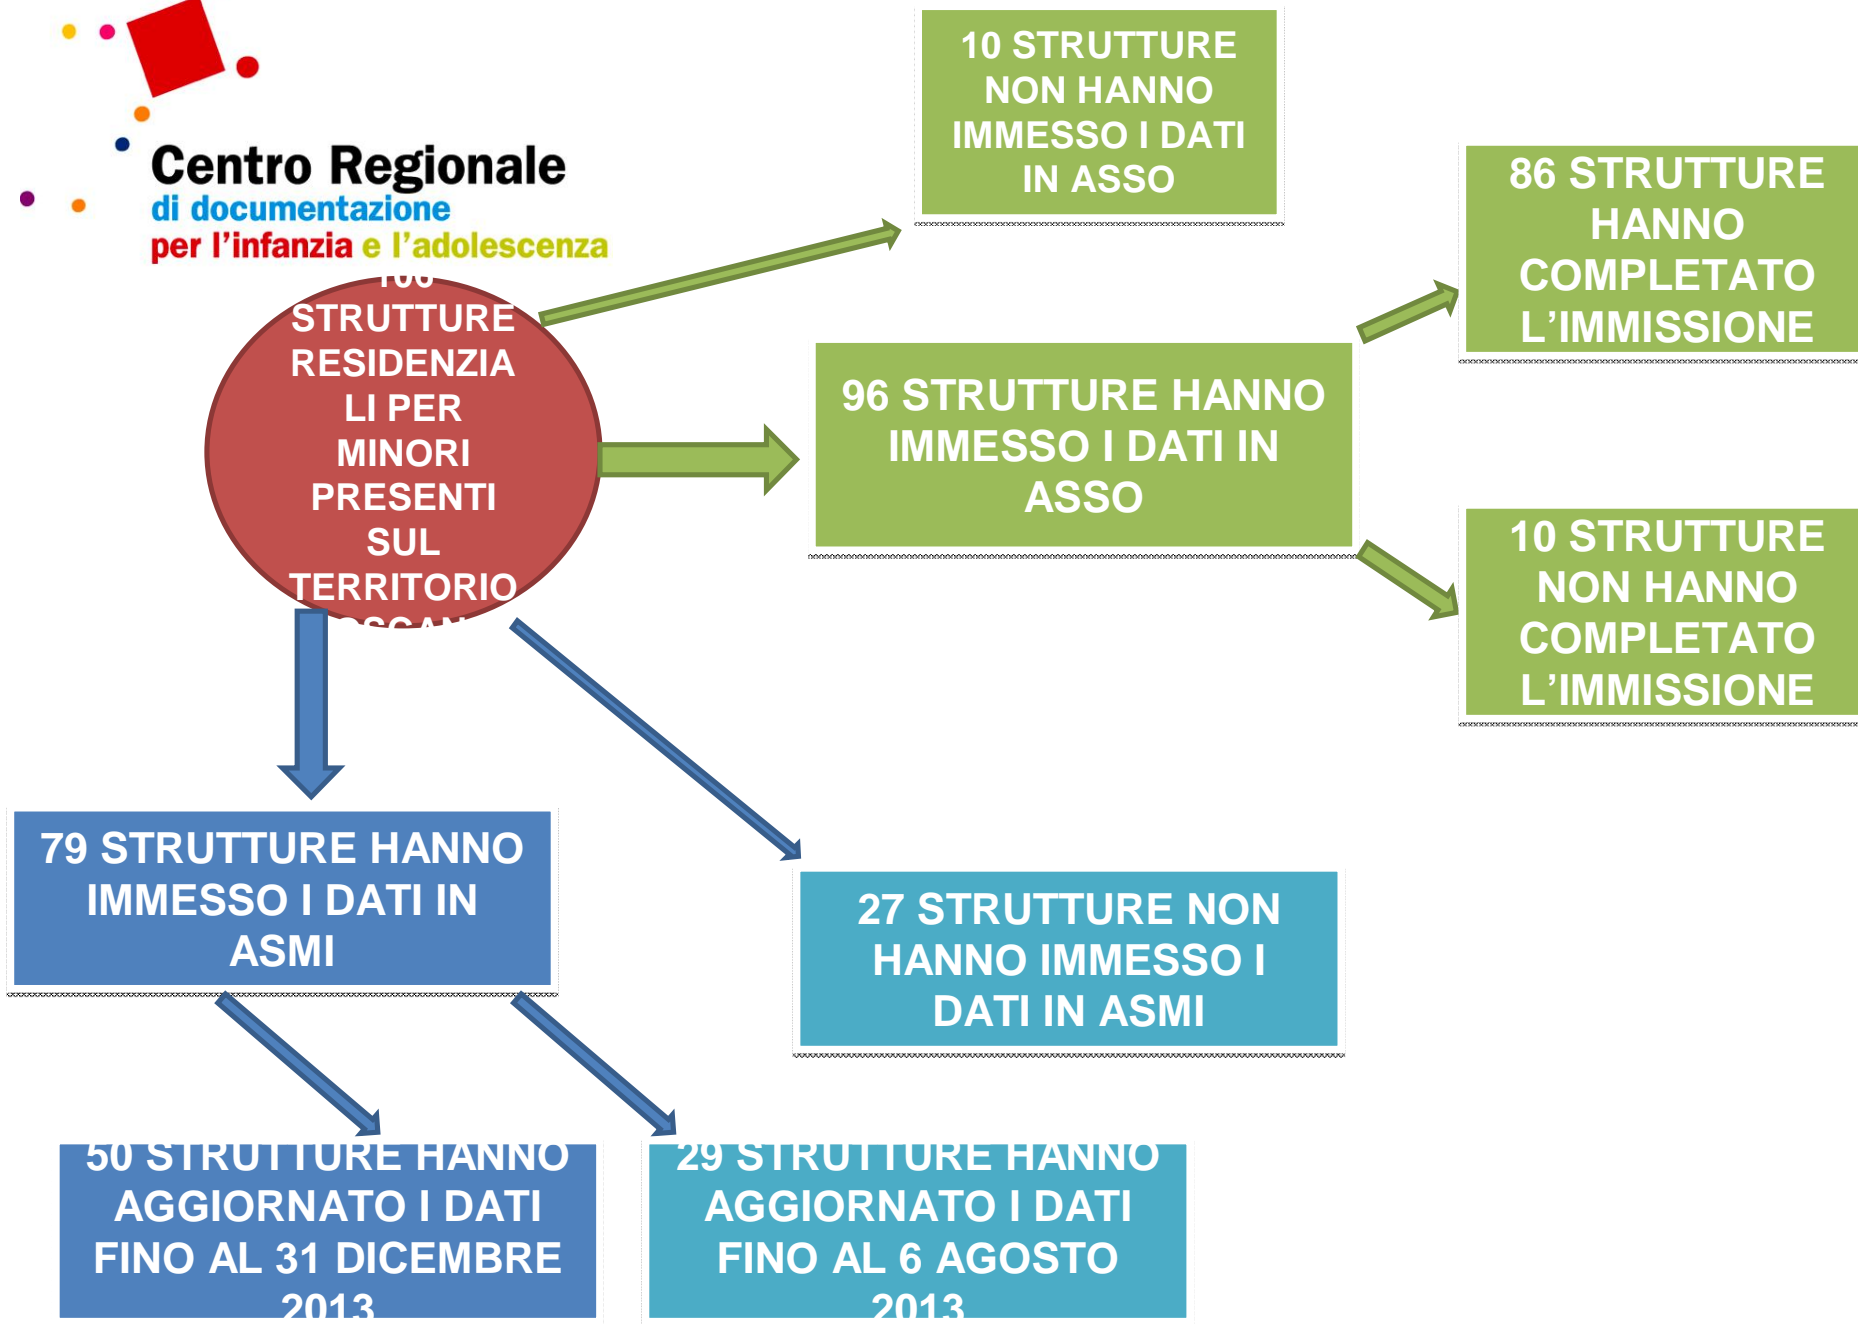 Centro Regionale
di documentazione
per l'infanzia e l'adolescenza
10 STRUTTURE
NON HANNO
IMMESSO I DATI
IN ASSO
86 STRUTTURE
HANNO
COMPLETATO
L’IMMISSIONE
STRUTTURE
RESIDENZIA
LI PER
MINORI
PRESENTI
SUL
TERRITORIO
96 STRUTTURE HANNO
IMMESSO I DATI IN
ASSO
10 STRUTTURE
NON HANNO
COMPLETATO
L’IMMISSIONE
79 STRUTTURE HANNO
IMMESSO I DATI IN
ASMI
27 STRUTTURE NON
HANNO IMMESSO I
DATI IN ASMI
50 STRUTTURE HANNO
AGGIORNATO I DATI
FINO AL 31 DICEMBRE
2013
29 STRUTTURE HANNO
AGGIORNATO I DATI
FINO AL 6 AGOSTO
2013